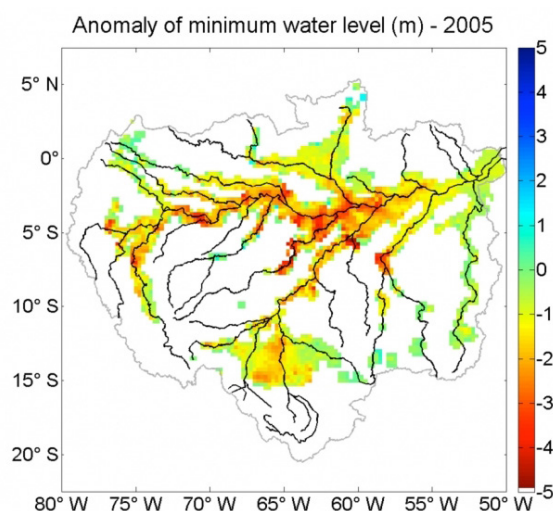 Anomaly of minimum water level (m) - 2005
5° N
0°
5° S
10° S
15° S
20° S
80° W 75° W 70° W 65° W 60° W 55° W 50° W
5
4
3
2
1
0
-1
-2
-3
-4
-5